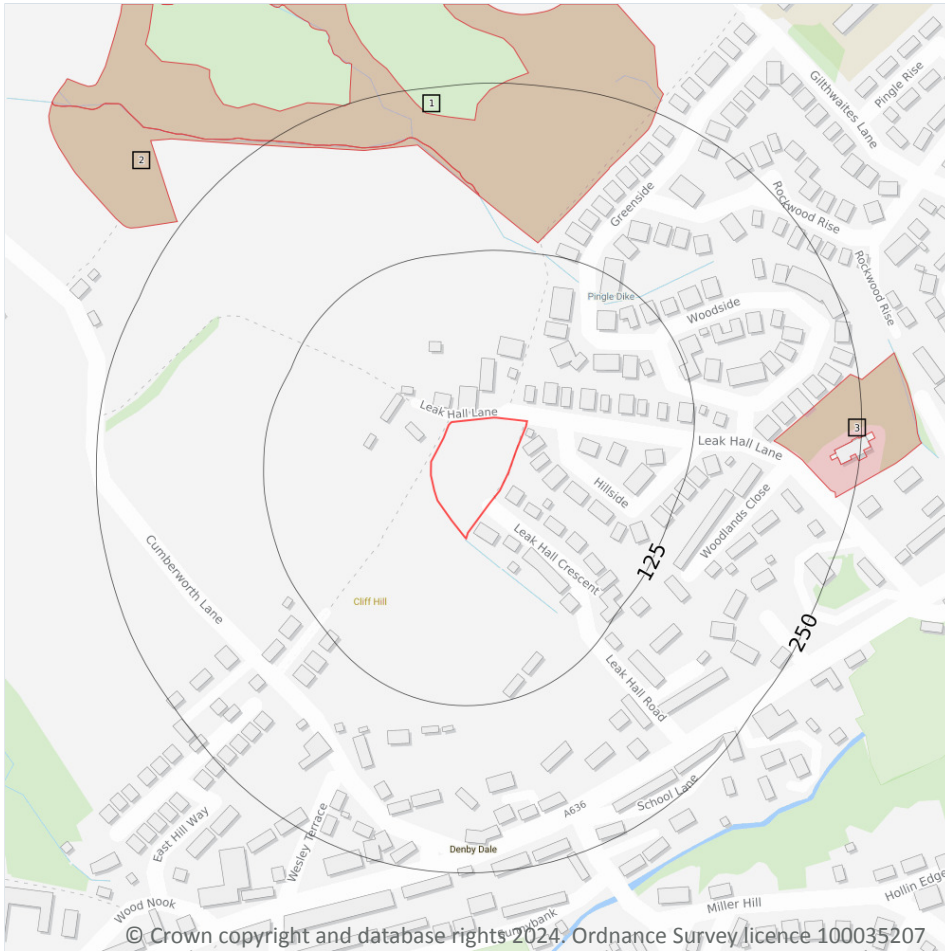 1
2
Gilthwaites Lane
Pingle Rise
Greenside
Rockwood Rise
Rockwood Rise
Pingle Dike
Woodside
Leak Hall Lane
3
Leak Hall Lane
Hillside
Woodlands Close
Leak Hall Crescent
125
Cumberworth Lane
Cliff Hill
250
Leak Hall Road
A636
School Lane
East Hill Way
Wesley Terrace
Denby Dale
Wood Nook
Sunnybank
Miller Hill
Hollin Edge
© Crown copyright and database rights 2024. Ordnance Survey licence 100035207